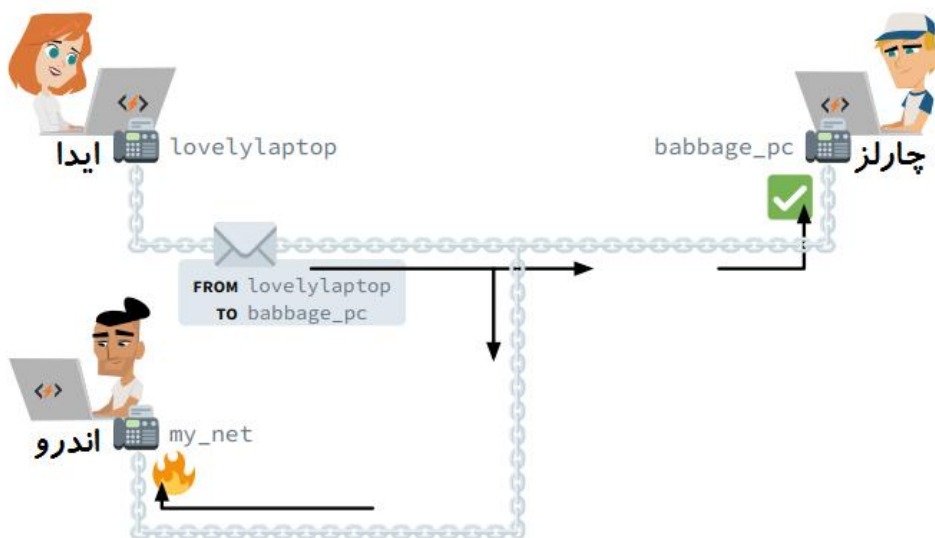 ایدا
lovelylaptop
babbage_pc
چارلز
FROM lovelylaptop
TO babbage_pc
اندرو
my_net